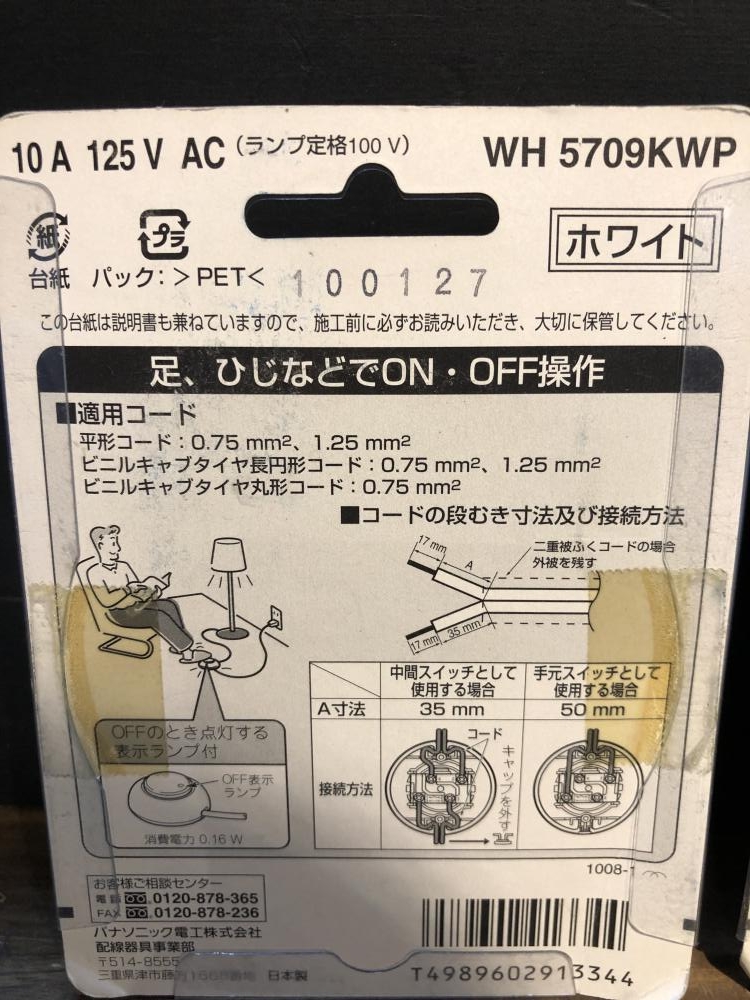 10 A 125 V AC (ランプ定格100 V) WH 5709KWP
紙 プラ ホワイト
台紙 パック：＞PET＜ 100127
この台紙は説明書も兼ねていますので、施工前に必ずお読みいただき、大切に保管してください。
足、ひじなどでON・OFF操作
■適用コード
平形コード：0.75 mm²、1.25 mm²
ビニルキャブタイヤ長円形コード：0.75 mm²、1.25 mm²
ビニルキャブタイヤ丸形コード：0.75 mm²
■コードの段むき寸法及び接続方法
17 mm A
二重被ふくコードの場合
外被を残す
17 mm 35 mm
中間スイッチとして
使用する場合
手元スイッチとして
使用する場合
A寸法 35 mm 50 mm
接続方法
コード
キャップを外す
OFFのとき点灯する
表示ランプ付
OFF表示
ランプ
消費電力 0.16 W
1008-1
お客様ご相談センター
電話 0120-878-365
FAX 0120-878-236
パナソニック電工株式会社
配線器具事業部
〒514-8555
三重県津市藤方1668番地 日本製
T4989602913344